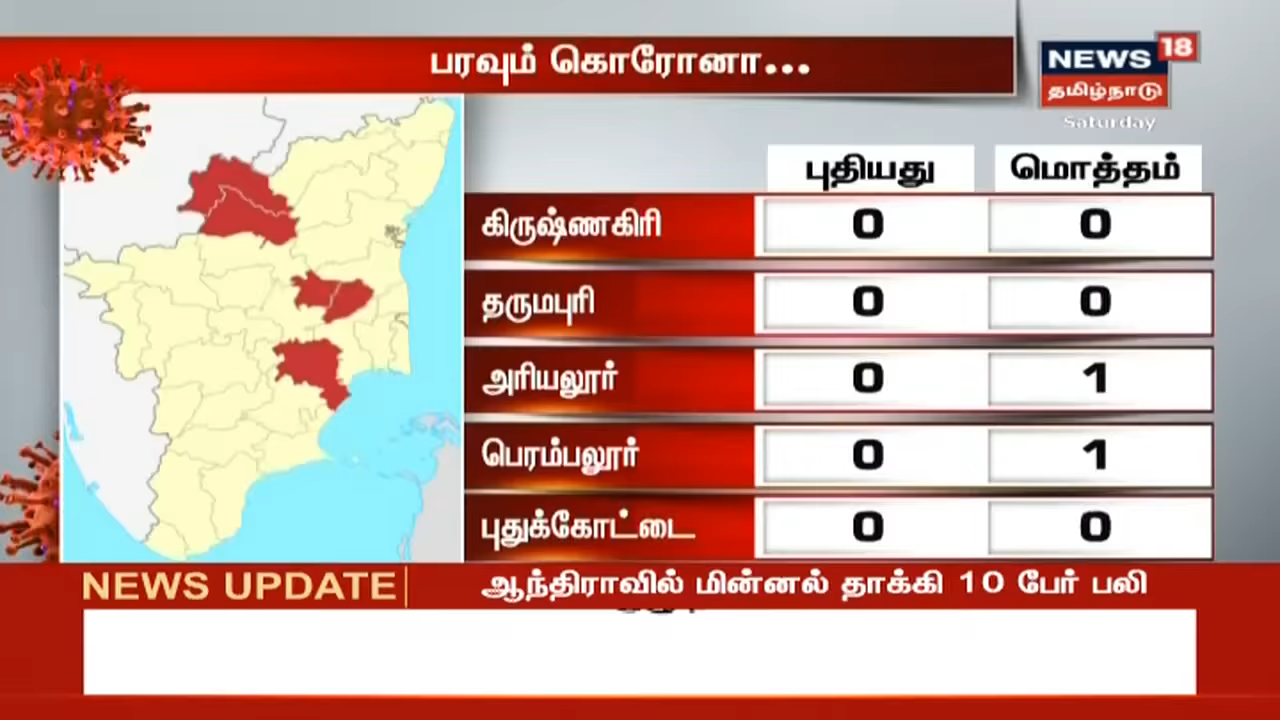 பரவும் கொரோனா...
NEWS 18
தமிழ்நாடு
Saturday
புதியது மொத்தம்
கிருஷ்ணகிரி 0 0
தருமபுரி 0 0
அரியலூர் 0 1
பெரம்பலூர் 0 1
புதுக்கோட்டை 0 0
NEWS UPDATE ஆந்திராவில் மின்னல் தாக்கி 10 பேர் பலி